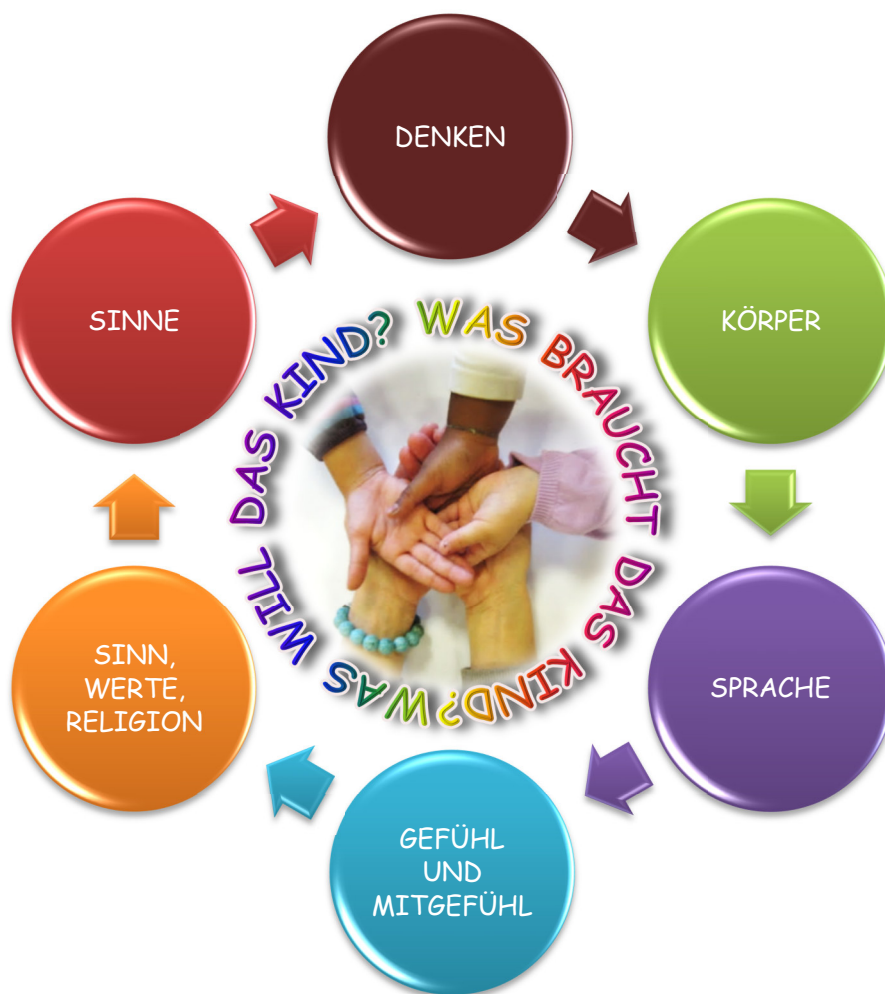 DENKEN
KÖRPER
SPRACHE
GEFÜHL
UND
MITGEFÜHL
SINN,
WERTE,
RELIGION
SINNE
WAS BRAUCHT DAS KIND?
WAS WILL DAS KIND?